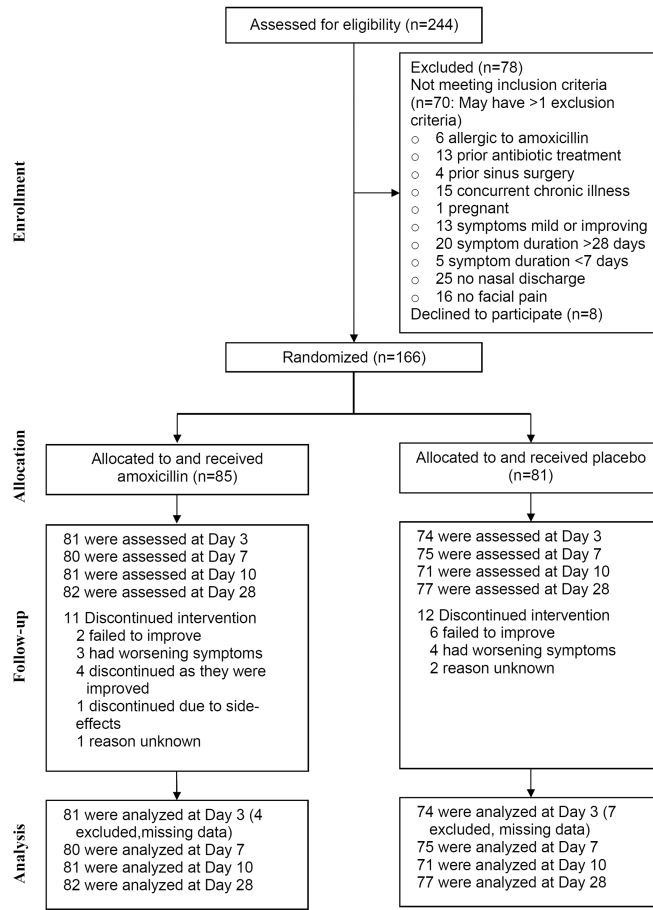 Assessed for eligibility (n=244)
Enrollment
Excluded (n=78)
Not meeting inclusion criteria
(n=70: May have >1 exclusion
criteria)
○ 6 allergic to amoxicillin
○ 13 prior antibiotic treatment
○ 4 prior sinus surgery
○ 15 concurrent chronic illness
○ 1 pregnant
○ 13 symptoms mild or improving
○ 20 symptom duration >28 days
○ 5 symptom duration <7 days
○ 25 no nasal discharge
○ 16 no facial pain
Declined to participate (n=8)
Randomized (n=166)
Allocation
Allocated to and received
amoxicillin (n=85)
Allocated to and received placebo
(n=81)
Follow-up
81 were assessed at Day 3
80 were assessed at Day 7
81 were assessed at Day 10
82 were assessed at Day 28
11 Discontinued intervention
2 failed to improve
3 had worsening symptoms
4 discontinued as they were
improved
1 discontinued due to side-
effects
1 reason unknown
74 were assessed at Day 3
75 were assessed at Day 7
71 were assessed at Day 10
77 were assessed at Day 28
12 Discontinued intervention
6 failed to improve
4 had worsening symptoms
2 reason unknown
Analysis
81 were analyzed at Day 3 (4
excluded,missing data)
80 were analyzed at Day 7
81 were analyzed at Day 10
82 were analyzed at Day 28
74 were analyzed at Day 3 (7
excluded, missing data)
75 were analyzed at Day 7
71 were analyzed at Day 10
77 were analyzed at Day 28